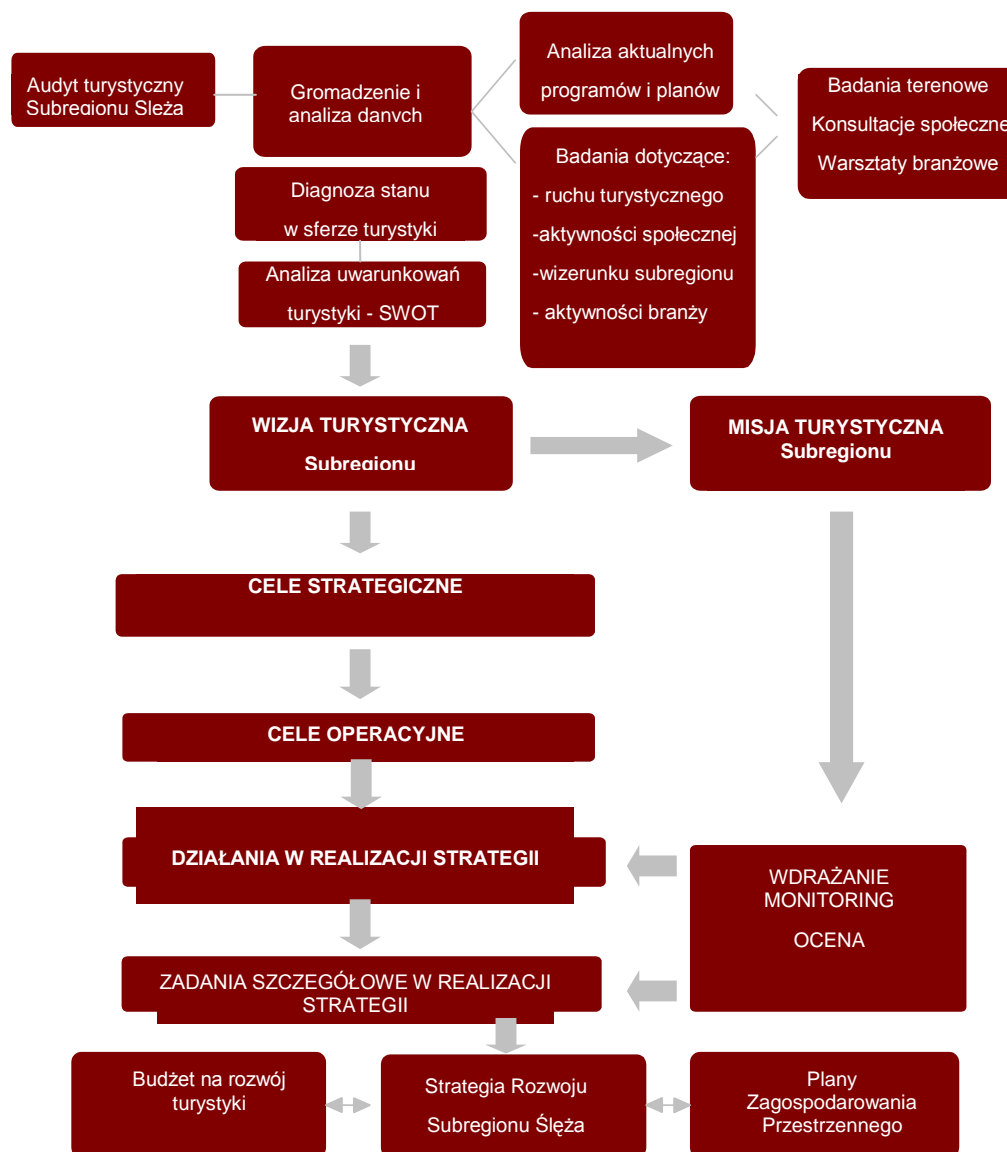 Audyt turystyczny
Subregionu Ślęża
Gromadzenie i
analiza danych
Analiza aktualnych
programów i planów
Badania terenowe
Konsultacje społeczne
Warsztaty branżowe
Badania dotyczące:
- ruchu turystycznego
-aktywności społecznej
-wizerunku subregionu
- aktywności branży
Diagnoza stanu
w sferze turystyki
Analiza uwarunkowań
turystyki - SWOT
WIZJA TURYSTYCZNA
Subregionu
MISJA TURYSTYCZNA
Subregionu
CELE STRATEGICZNE
CELE OPERACYJNE
DZIAŁANIA W REALIZACJI STRATEGII
WDRAŻANIE
MONITORING
OCENA
ZADANIA SZCZEGÓŁOWE W REALIZACJI
STRATEGII
Budżet na rozwój
turystyki
Strategia Rozwoju
Subregionu Ślęża
Plany
Zagospodarowania
Przestrzennego